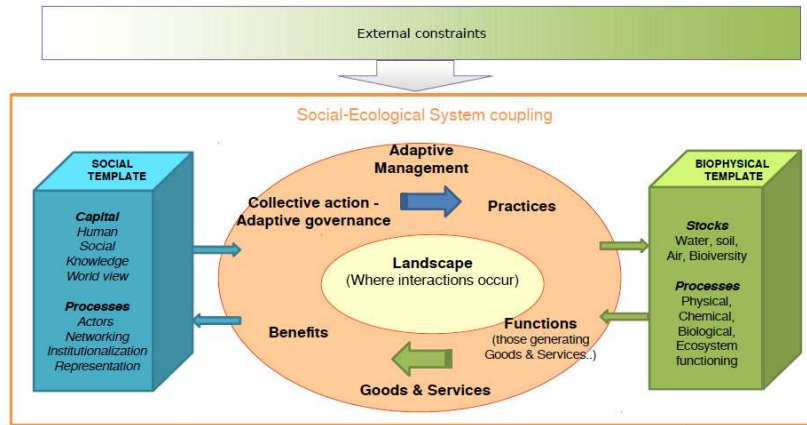 External constraints
Social-Ecological System coupling
SOCIAL
TEMPLATE
Capital
Human
Social
Knowledge
World view
Processes
Actors
Networking
Institutionalization
Representation
Adaptive
Management
Collective action -
Adaptive governance
Practices
Landscape
(Where interactions occur)
Benefits
Functions
(those generating
Goods & Services..)
Goods & Services
BIOPHYSICAL
TEMPLATE
Stocks
Water, soil,
Air, Bioiversity
Processes
Physical,
Chemical,
Biological,
Ecosystem
functioning